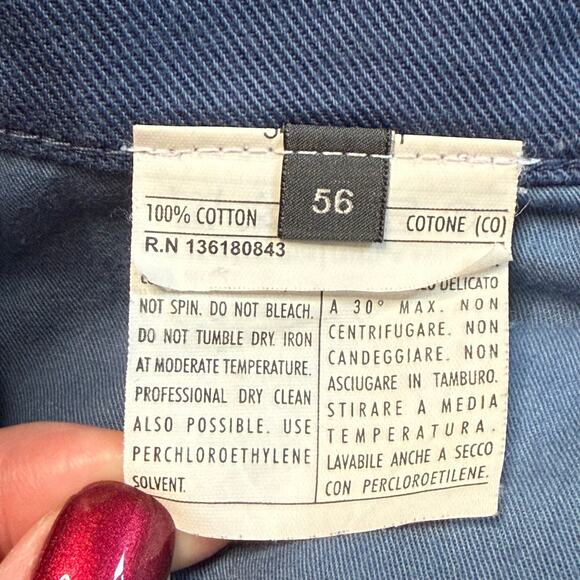 56
100% COTTON COTONE (CO)
R.N 136180843
NOT SPIN. DO NOT BLEACH.
DO NOT TUMBLE DRY. IRON
AT MODERATE TEMPERATURE.
PROFESSIONAL DRY CLEAN
ALSO POSSIBLE. USE
PERCHLOROETHYLENE
SOLVENT.
DELICATO
A 30° MAX. NON
CENTRIFUGARE. NON
CANDEGGIARE. NON
ASCIUGARE IN TAMBURO.
STIRARE A MEDIA
TEMPERATURA.
LAVABILE ANCHE A SECCO
CON PERCLOROETILENE.